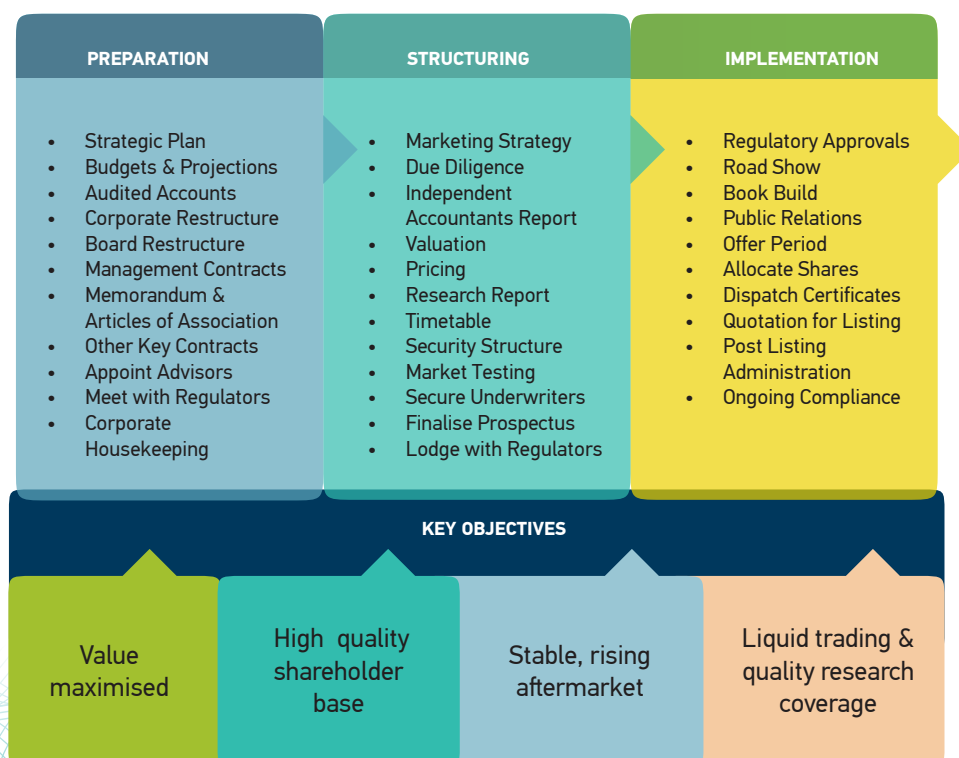 PREPARATION
• Strategic Plan
• Budgets & Projections
• Audited Accounts
• Corporate Restructure
• Board Restructure
• Management Contracts
• Memorandum &
Articles of Association
• Other Key Contracts
• Appoint Advisors
• Meet with Regulators
• Corporate
Housekeeping
STRUCTURING
• Marketing Strategy
• Due Diligence
• Independent
Accountants Report
• Valuation
• Pricing
• Research Report
• Timetable
• Security Structure
• Market Testing
• Secure Underwriters
• Finalise Prospectus
• Lodge with Regulators
IMPLEMENTATION
• Regulatory Approvals
• Road Show
• Book Build
• Public Relations
• Offer Period
• Allocate Shares
• Dispatch Certificates
• Quotation for Listing
• Post Listing
Administration
• Ongoing Compliance
KEY OBJECTIVES
Value
maximised
High quality
shareholder
base
Stable, rising
aftermarket
Liquid trading &
quality research
coverage